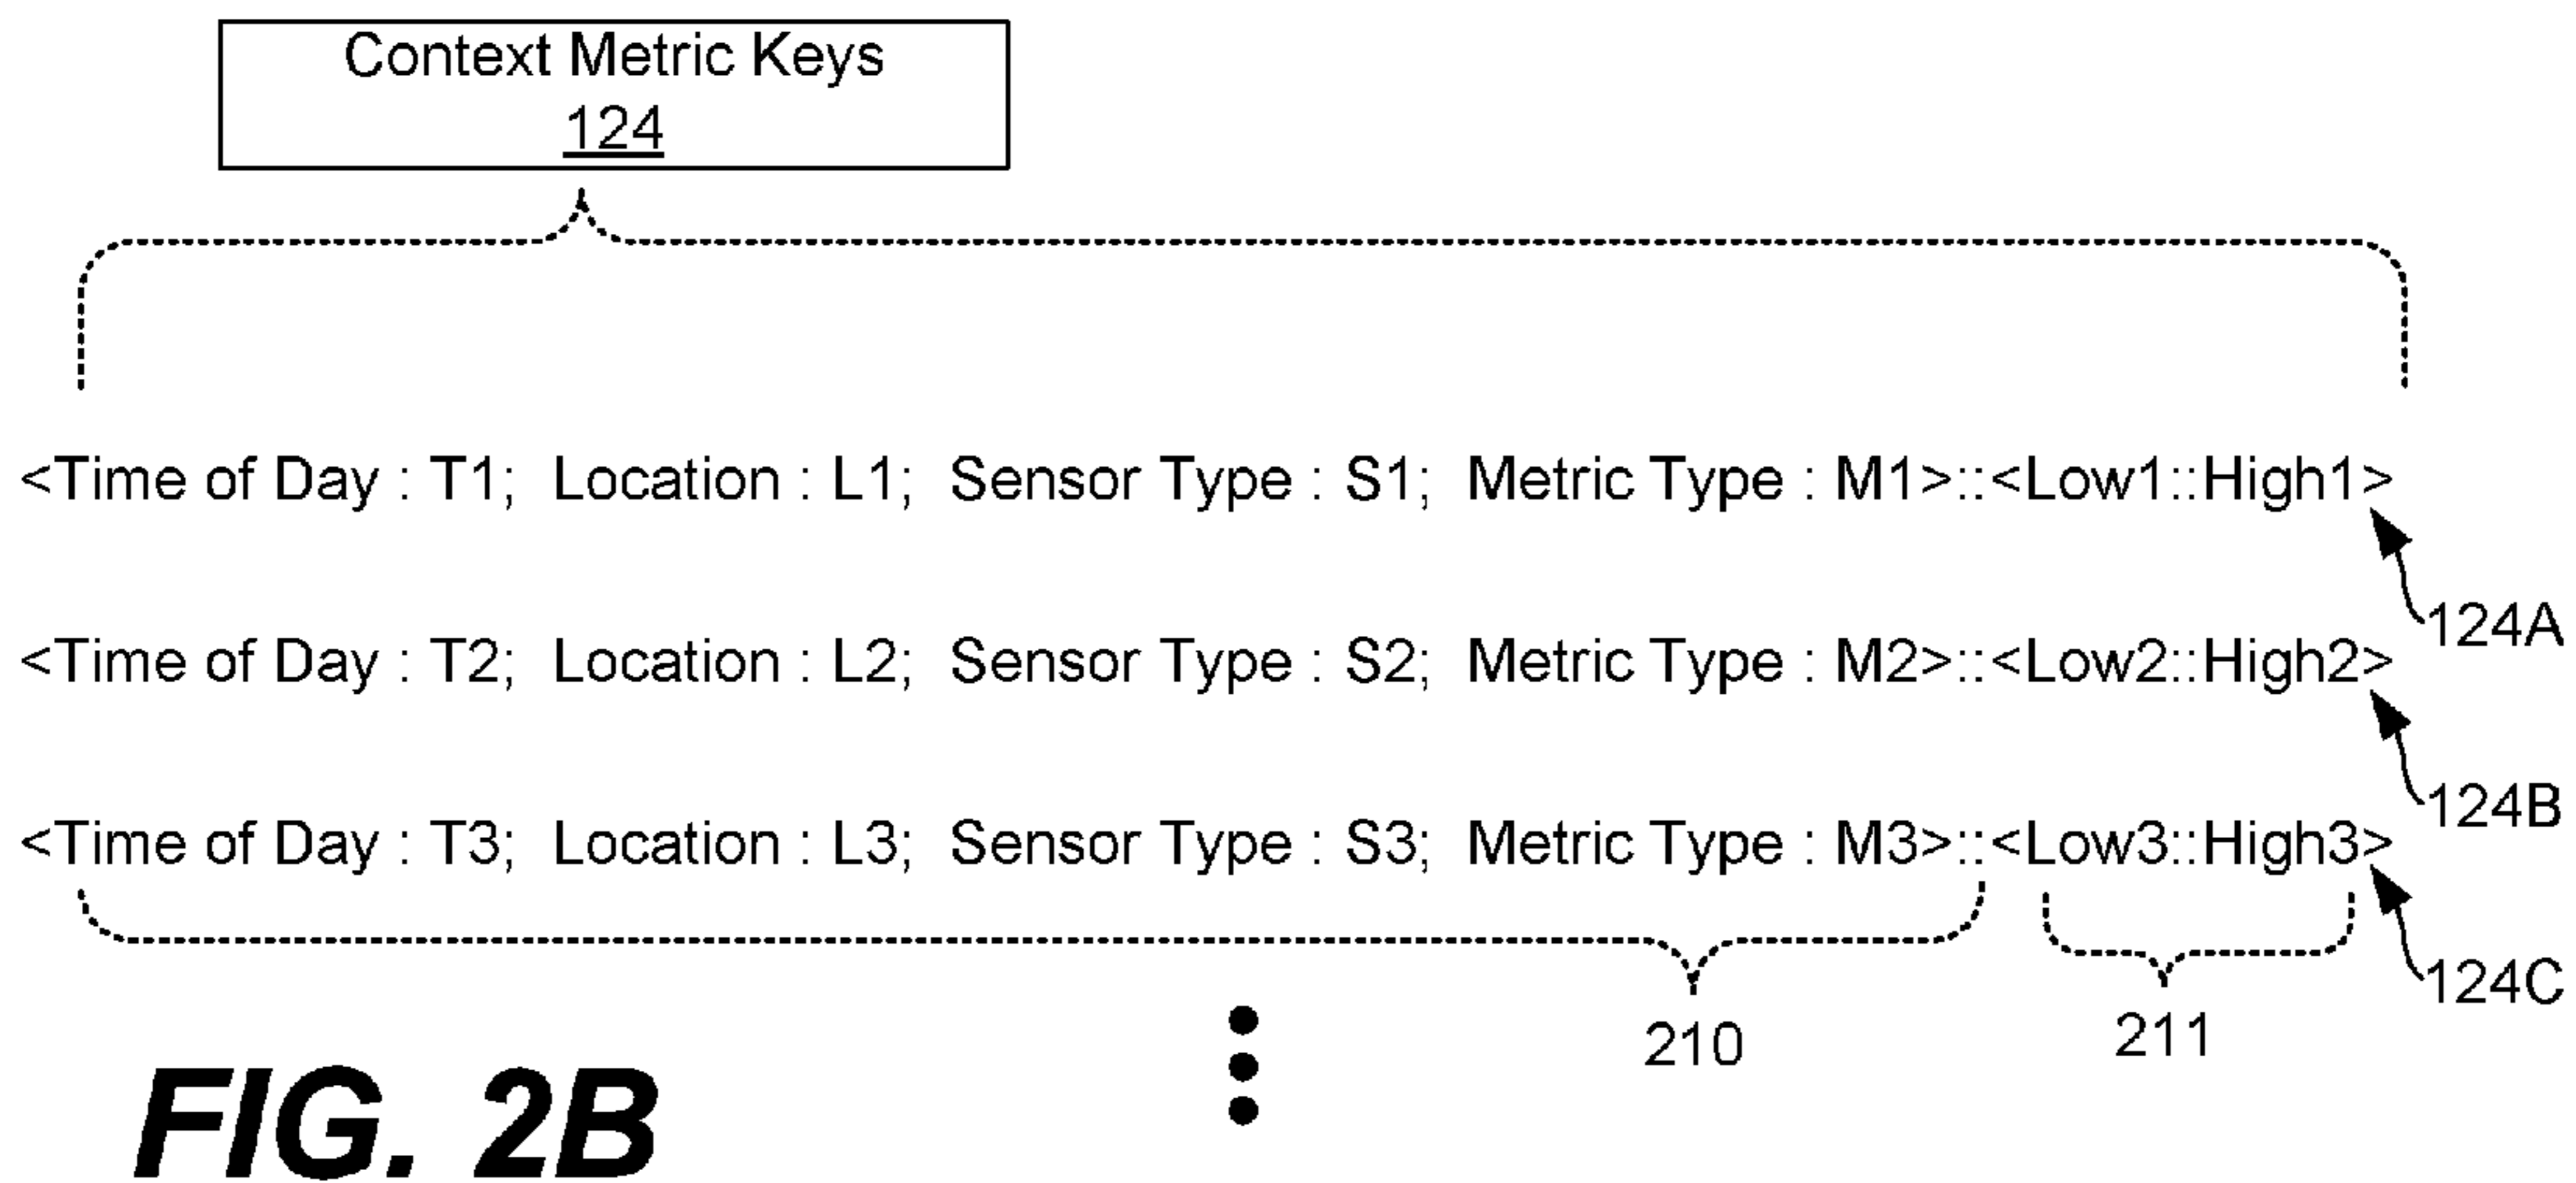 Context Metric Keys
124
<Time of Day : T1; Location : L1; Sensor Type : S1; Metric Type : M1>::<Low1::High1>
124A
<Time of Day : T2; Location : L2; Sensor Type : S2; Metric Type : M2>::<Low2::High2>
124B
<Time of Day : T3; Location : L3; Sensor Type : S3; Metric Type : M3>::<Low3::High3>
124C
210
211
FIG. 2B